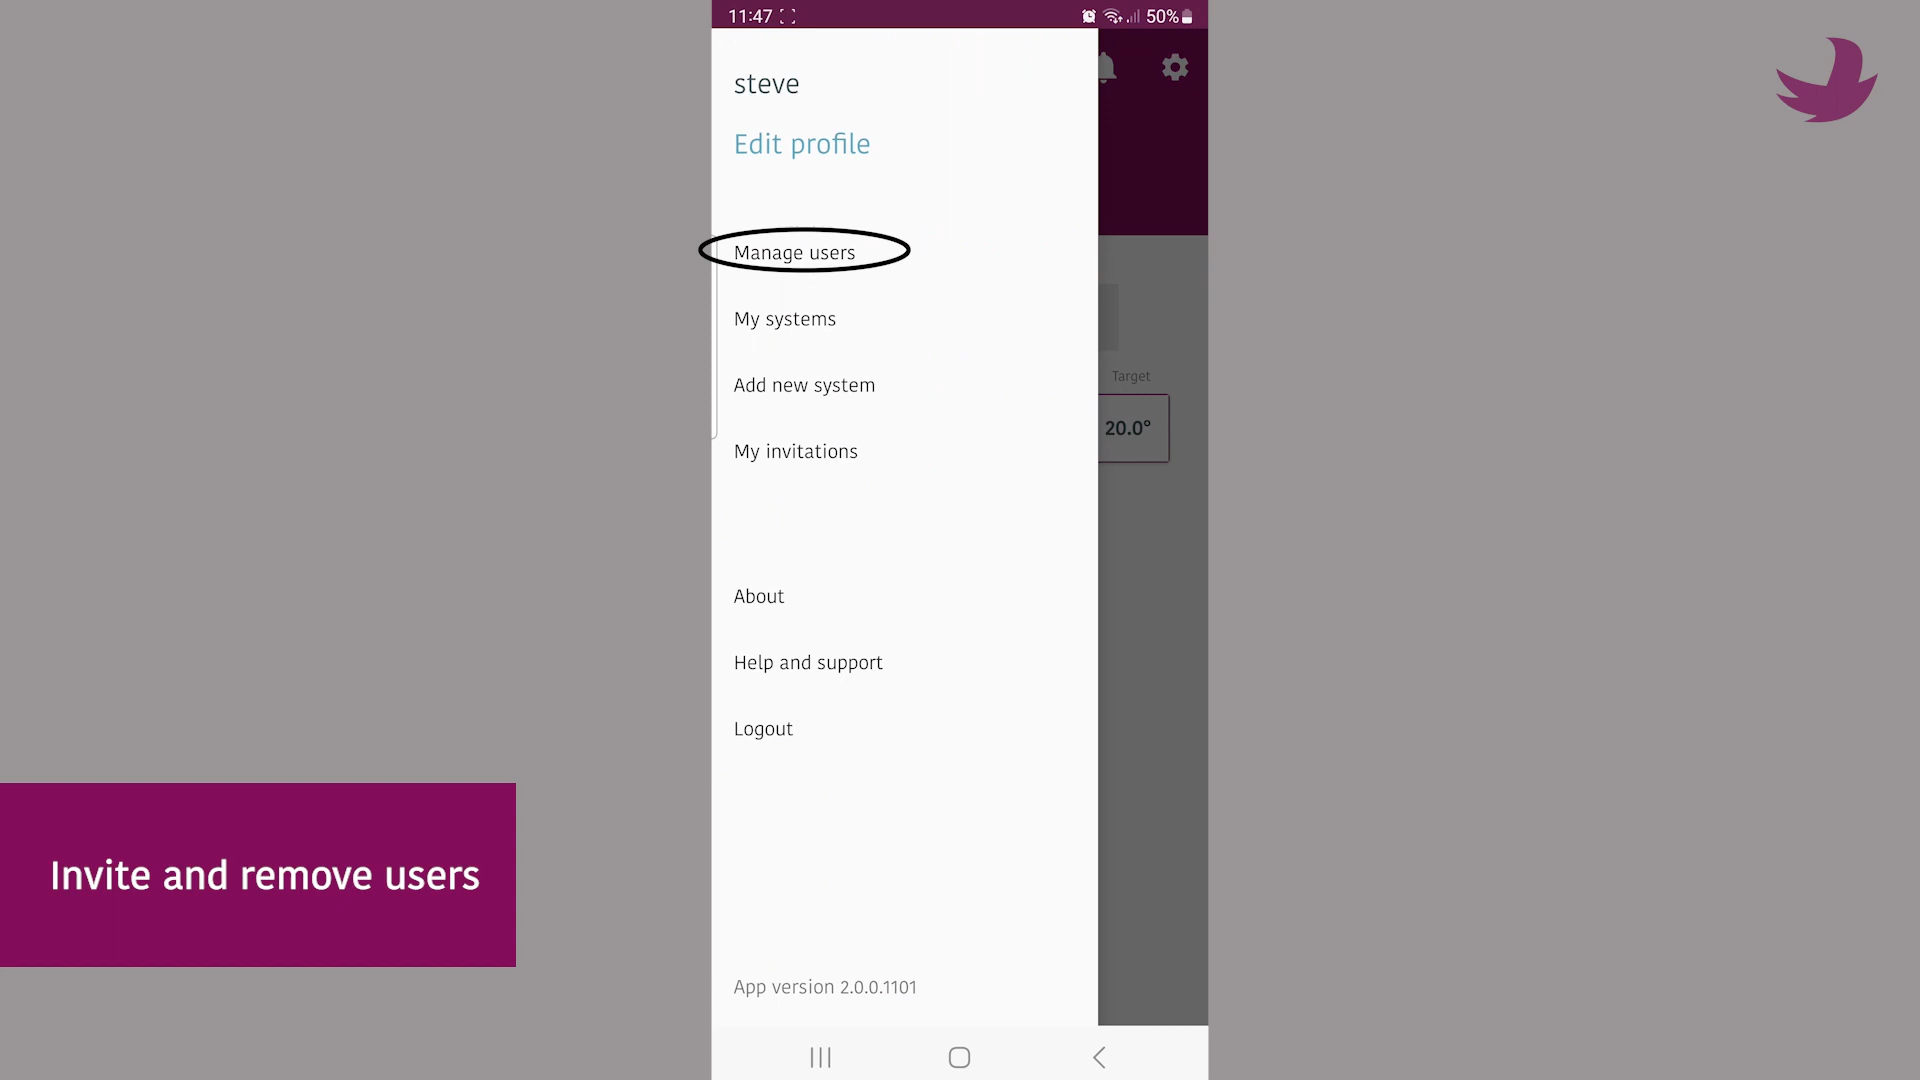 11:47
50%
steve
Edit profile
Manage users
My systems
Add new system
My invitations
Target
20.0°
About
Help and support
Logout
Invite and remove users
App version 2.0.0.1101